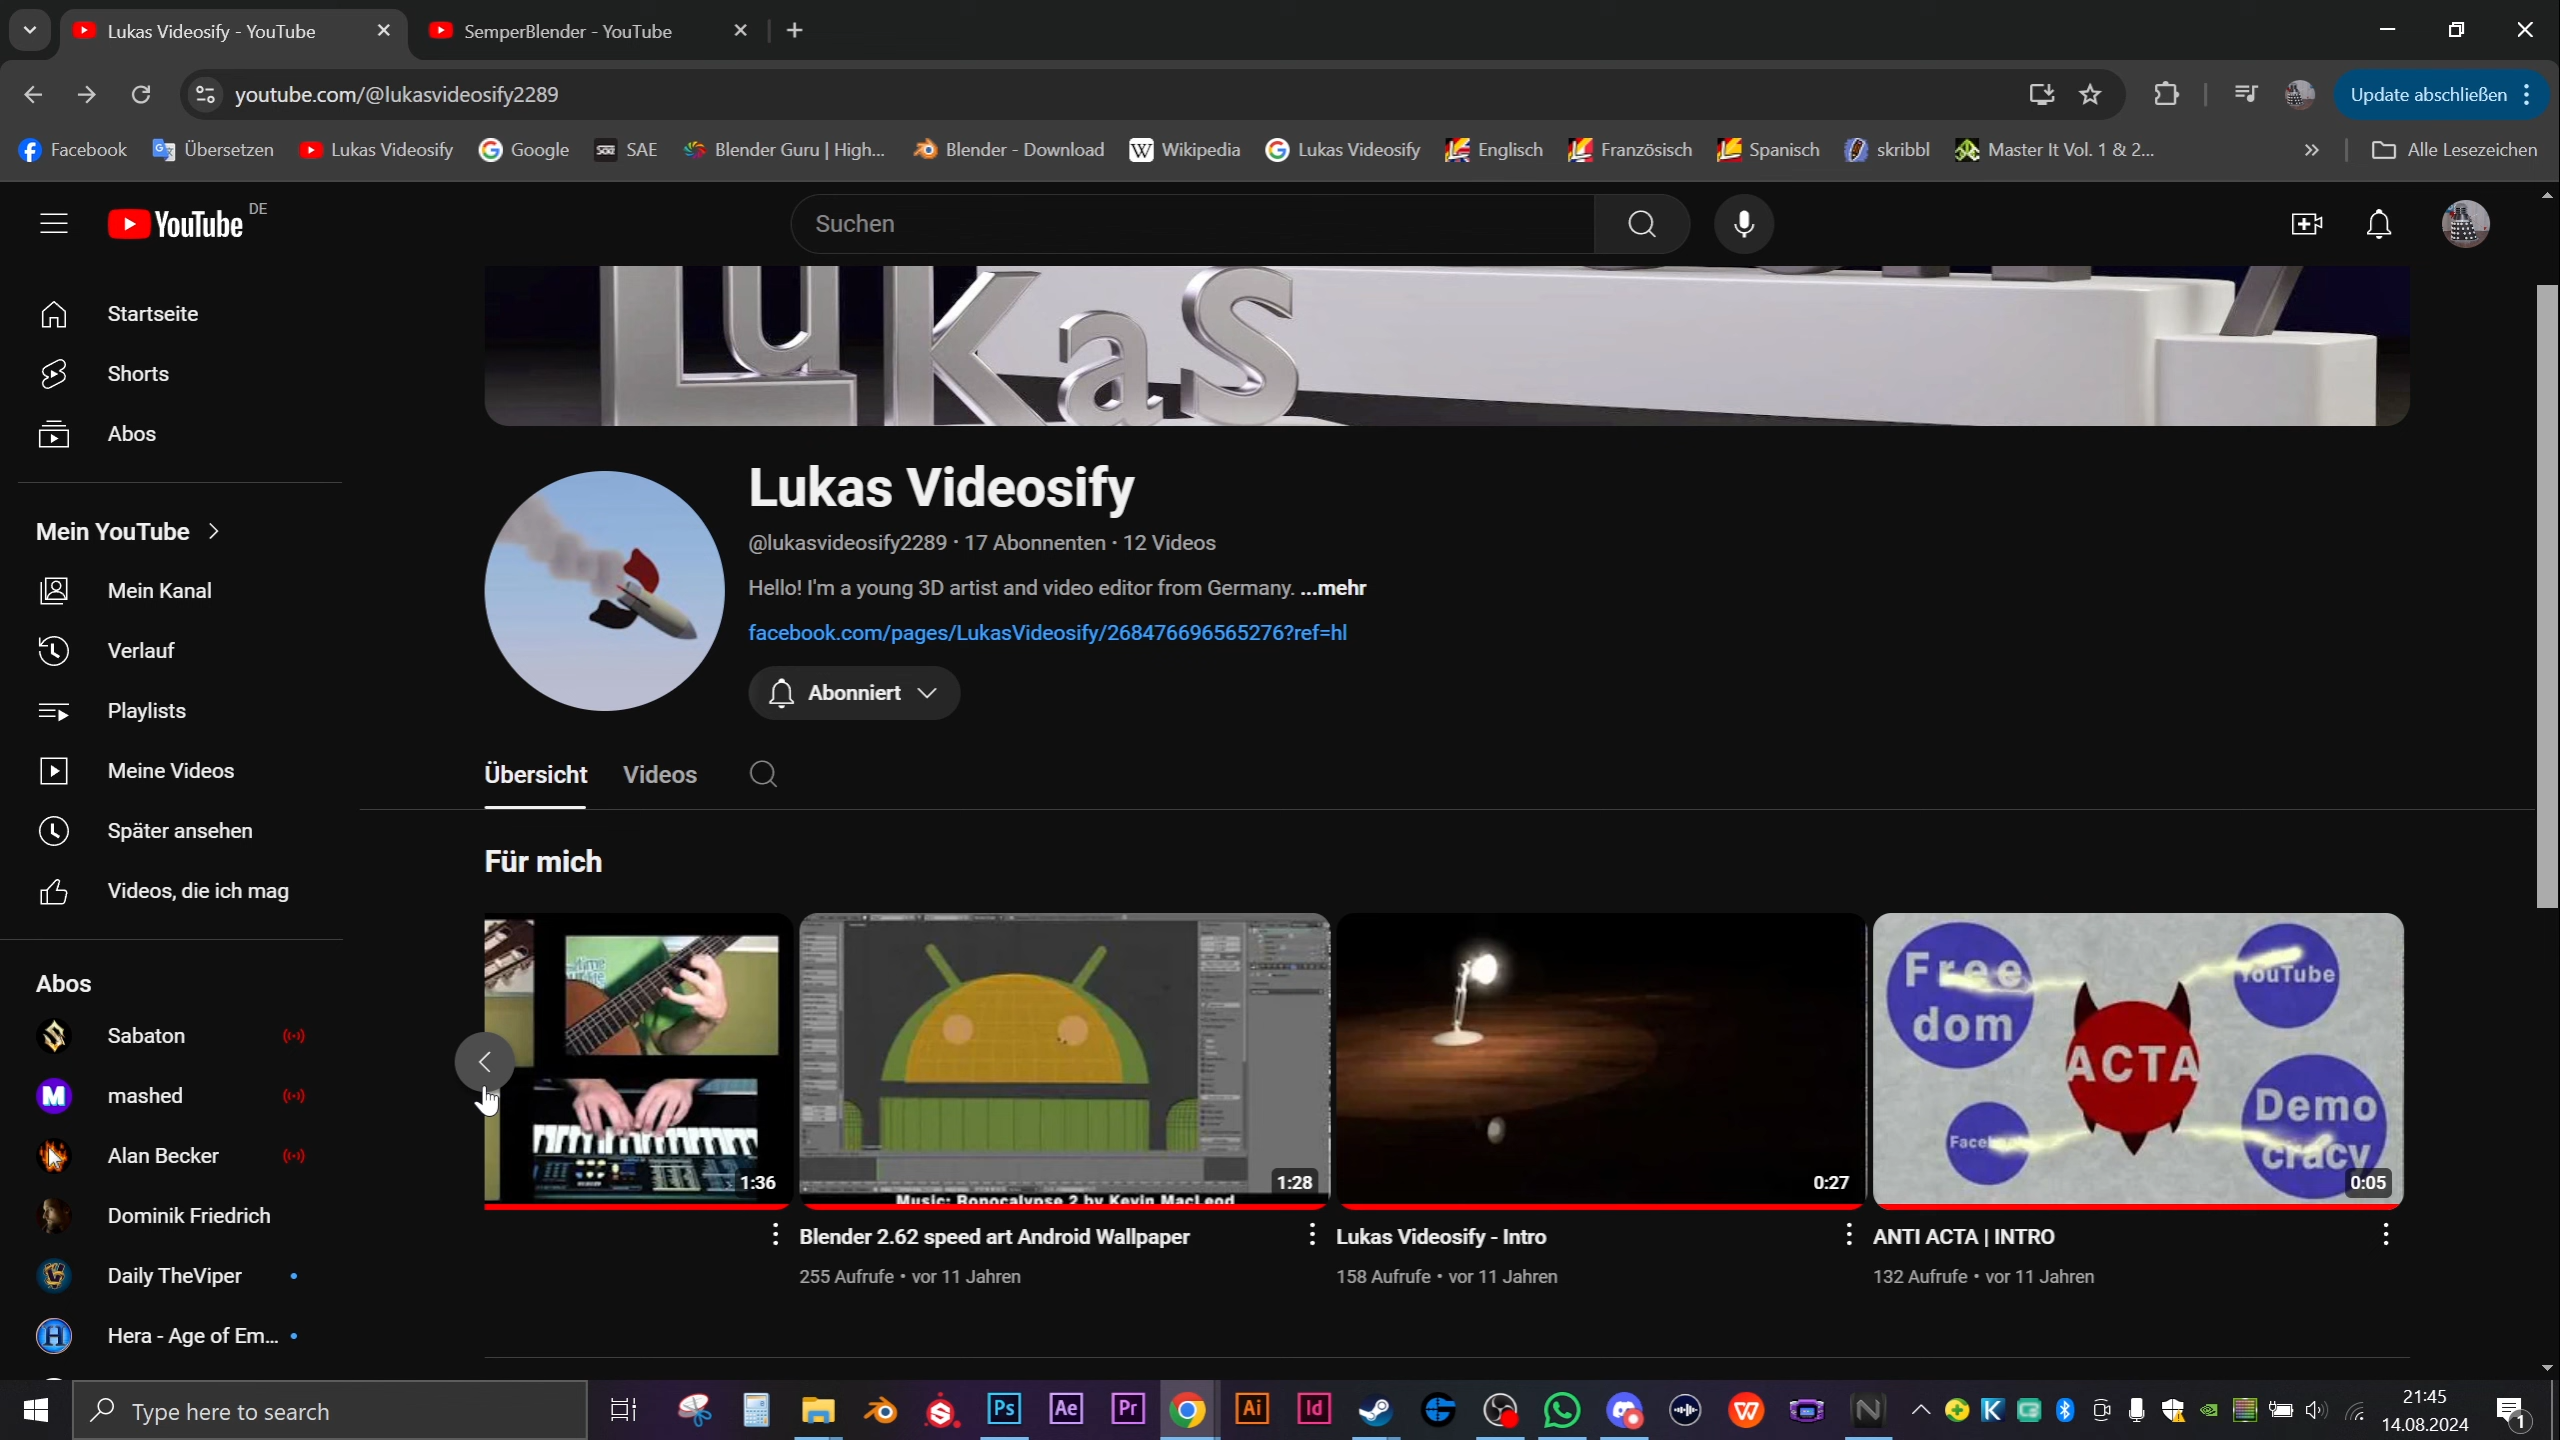 Lukas Videosify - YouTube
SemperBlender - YouTube
youtube.com/@lukasvideosify2289
Update abschließen
Facebook
Übersetzen
Lukas Videosify
Google
SAE
Blender Guru | High...
Blender - Download
Wikipedia
Lukas Videosify
Englisch
Französisch
Spanisch
skribbl
Master It Vol. 1 & 2...
Alle Lesezeichen
YouTube DE
Suchen
Startseite
Shorts
Abos
Mein YouTube
Mein Kanal
Verlauf
Playlists
Meine Videos
Später ansehen
Videos, die ich mag
Abos
Sabaton
mashed
Alan Becker
Dominik Friedrich
Daily TheViper
Hera - Age of Em...
LuKaS
Lukas Videosify
@lukasvideosify2289 · 17 Abonnenten · 12 Videos
Hello! I'm a young 3D artist and video editor from Germany. ...mehr
facebook.com/pages/LukasVideosify/268476696565276?ref=hl
Abonniert
Übersicht
Videos
Für mich
1:36
Music: Ropocalypse 2 by Kevin MacLeod
1:28
Blender 2.62 speed art Android Wallpaper
255 Aufrufe • vor 11 Jahren
0:27
Lukas Videosify - Intro
158 Aufrufe • vor 11 Jahren
Free
dom
YouTube
ACTA
Demo
cracy
0:05
ANTI ACTA | INTRO
132 Aufrufe • vor 11 Jahren
Type here to search
Ps
Ae
Pr
Ai
Id
21:45
14.08.2024
1